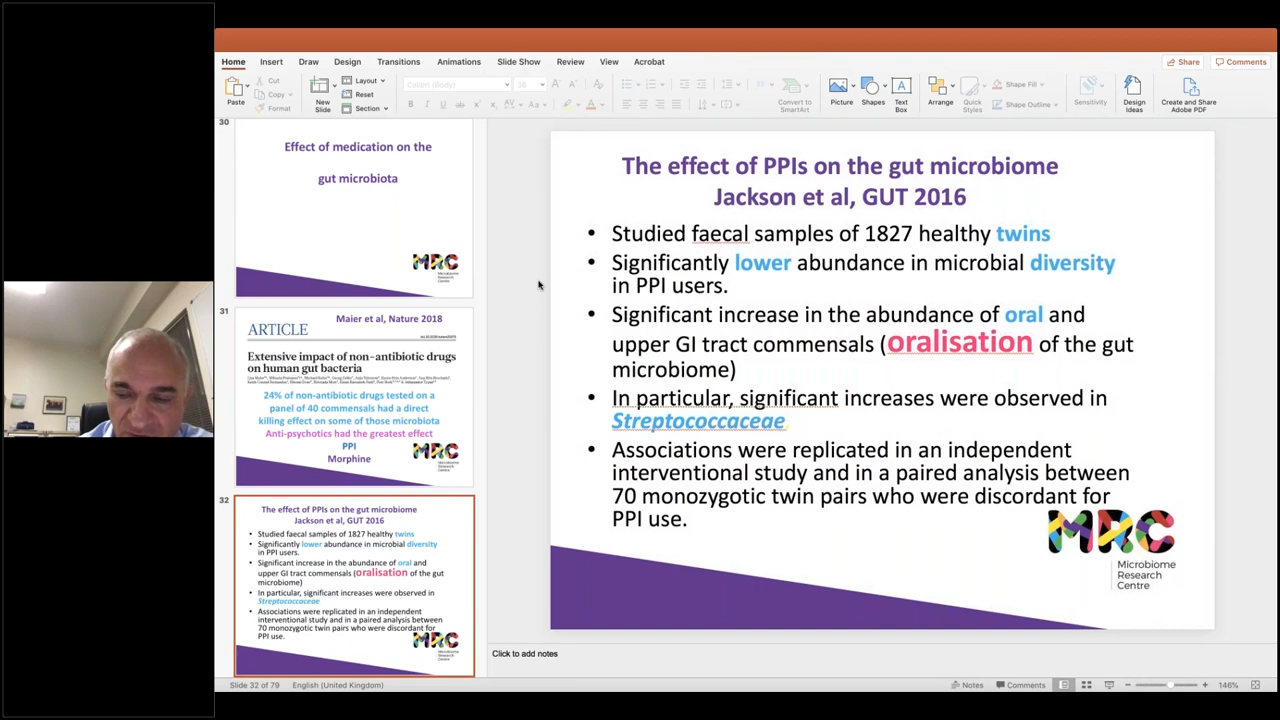 Home Insert Draw Design Transitions Animations Slide Show Review View Acrobat Share Comments
Paste
Cut
Copy
Format
New Slide
Layout
Reset
Section
Calibri (Body)
Convert to SmartArt
Picture
Shapes
Text Box
Arrange
Quick Styles
Shape Fill
Shape Outline
Sensitivity
Design Ideas
Create and Share Adobe PDF
30
Effect of medication on the
gut microbiota
MRC
Microbiome
Research
Centre
31
Maier et al, Nature 2018
ARTICLE
Extensive impact of non-antibiotic drugs
on human gut bacteria
24% of non-antibiotic drugs tested on a
panel of 40 commensals had a direct
killing effect on some of those microbiota
Anti-psychotics had the greatest effect
PPI
Morphine
MRC
Microbiome
Research
Centre
32
The effect of PPIs on the gut microbiome
Jackson et al, GUT 2016
• Studied faecal samples of 1827 healthy twins
• Significantly lower abundance in microbial diversity
in PPI users.
• Significant increase in the abundance of oral and
upper GI tract commensals (oralisation of the gut
microbiome)
• In particular, significant increases were observed in
Streptococcaceae
• Associations were replicated in an independent
interventional study and in a paired analysis between
70 monozygotic twin pairs who were discordant for
PPI use.
MRC
Microbiome
Research
Centre
The effect of PPIs on the gut microbiome
Jackson et al, GUT 2016
• Studied faecal samples of 1827 healthy twins
• Significantly lower abundance in microbial diversity
in PPI users.
• Significant increase in the abundance of oral and
upper GI tract commensals (oralisation of the gut
microbiome)
• In particular, significant increases were observed in
Streptococcaceae.
• Associations were replicated in an independent
interventional study and in a paired analysis between
70 monozygotic twin pairs who were discordant for
PPI use.
MRC
Microbiome
Research
Centre
Click to add notes
Slide 32 of 79 English (United Kingdom) Notes Comments 146%